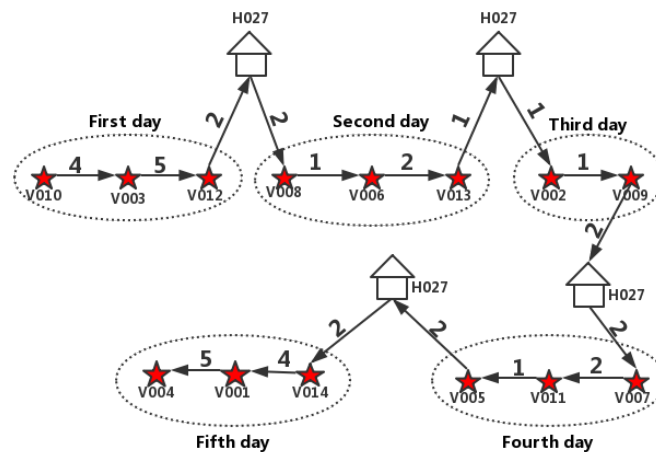 H027
H027
First day
Second day
Third day
2
2
1
1
4
5
1
2
1
V010
V003
V012
V008
V006
V013
V002
V009
2
H027
H027
2
2
2
5
4
1
2
V004
V001
V014
V005
V011
V007
Fifth day
Fourth day